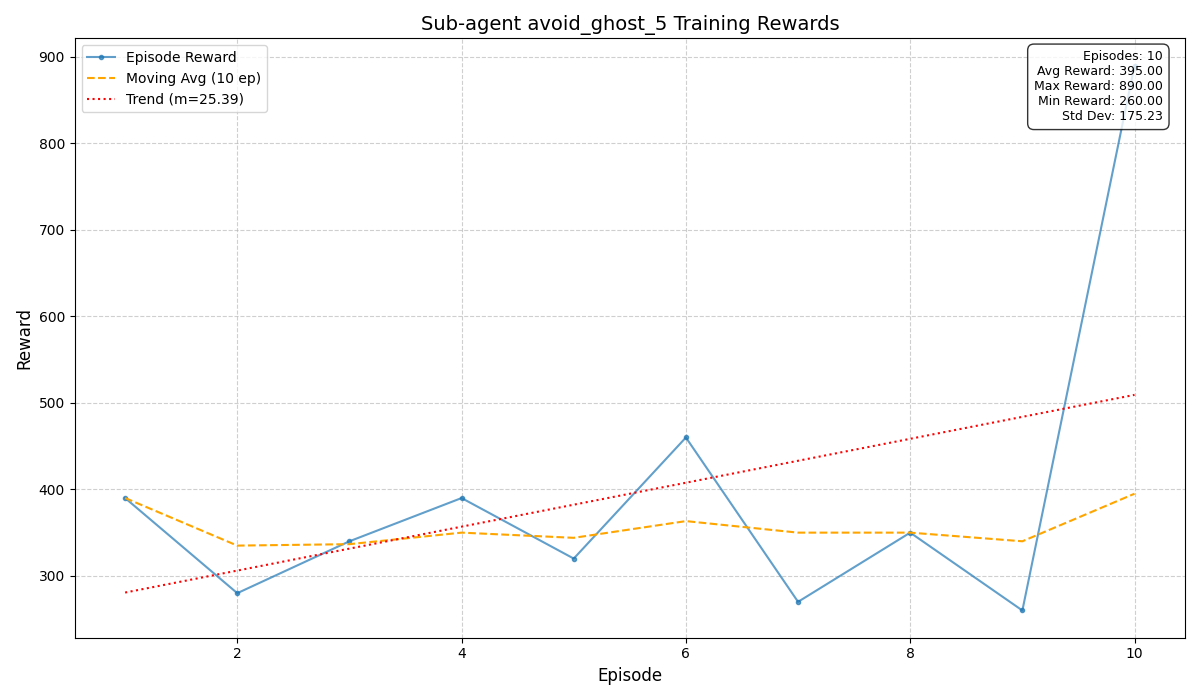 Sub-agent avoid_ghost_5 Training Rewards
Episode Reward
Moving Avg (10 ep)
Trend (m=25.39)
Episodes: 10
Avg Reward: 395.00
Max Reward: 890.00
Min Reward: 260.00
Std Dev: 175.23
900
800
700
600
500
400
300
Reward
2
4
6
8
10
Episode